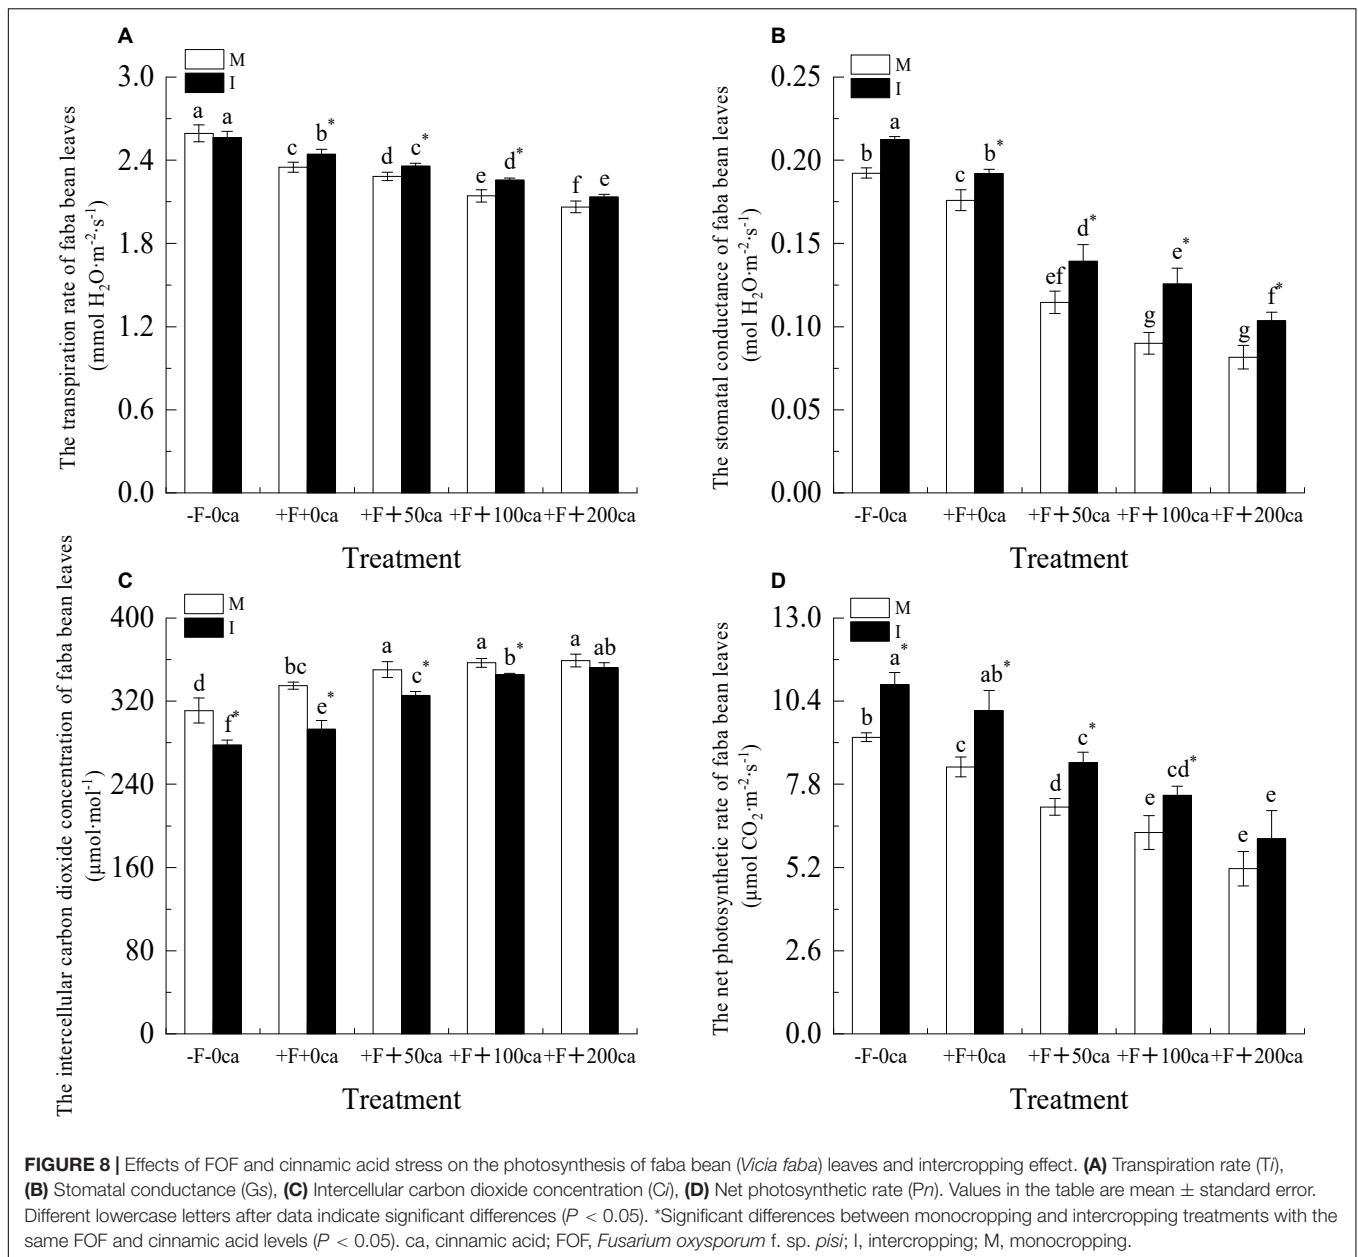 A
M
I
3.0
2.4
1.8
1.2
0.6
0.0
The transpiration rate of faba bean leaves
(mmol H₂O·m⁻²·s⁻¹)
a a c b* d c* e d* f e
-F-0ca +F+0ca +F+50ca +F+100ca +F+200ca
Treatment
B
M
I
0.25
0.20
0.15
0.10
0.05
0.00
The stomatal conductance of faba bean leaves
(mol H₂O·m⁻²·s⁻¹)
b a c b* ef d* g e* g f*
-F-0ca +F+0ca +F+50ca +F+100ca +F+200ca
Treatment
C
M
I
400
320
240
160
80
0
The intercellular carbon dioxide concentration of faba bean leaves
(μmol·mol⁻¹)
d f* bc e* a c* a b* a ab
-F-0ca +F+0ca +F+50ca +F+100ca +F+200ca
Treatment
D
M
I
13.0
10.4
7.8
5.2
2.6
0.0
The net photosynthetic rate of faba bean leaves
(μmol CO₂·m⁻²·s⁻¹)
b a* c ab* d c* e cd* e e
-F-0ca +F+0ca +F+50ca +F+100ca +F+200ca
Treatment
FIGURE 8 | Effects of FOF and cinnamic acid stress on the photosynthesis of faba bean (Vicia faba) leaves and intercropping effect. (A) Transpiration rate (Ti),
(B) Stomatal conductance (Gs), (C) Intercellular carbon dioxide concentration (Ci), (D) Net photosynthetic rate (Pn). Values in the table are mean ± standard error.
Different lowercase letters after data indicate significant differences (P < 0.05). *Significant differences between monocropping and intercropping treatments with the
same FOF and cinnamic acid levels (P < 0.05). ca, cinnamic acid; FOF, Fusarium oxysporum f. sp. pisi; I, intercropping; M, monocropping.